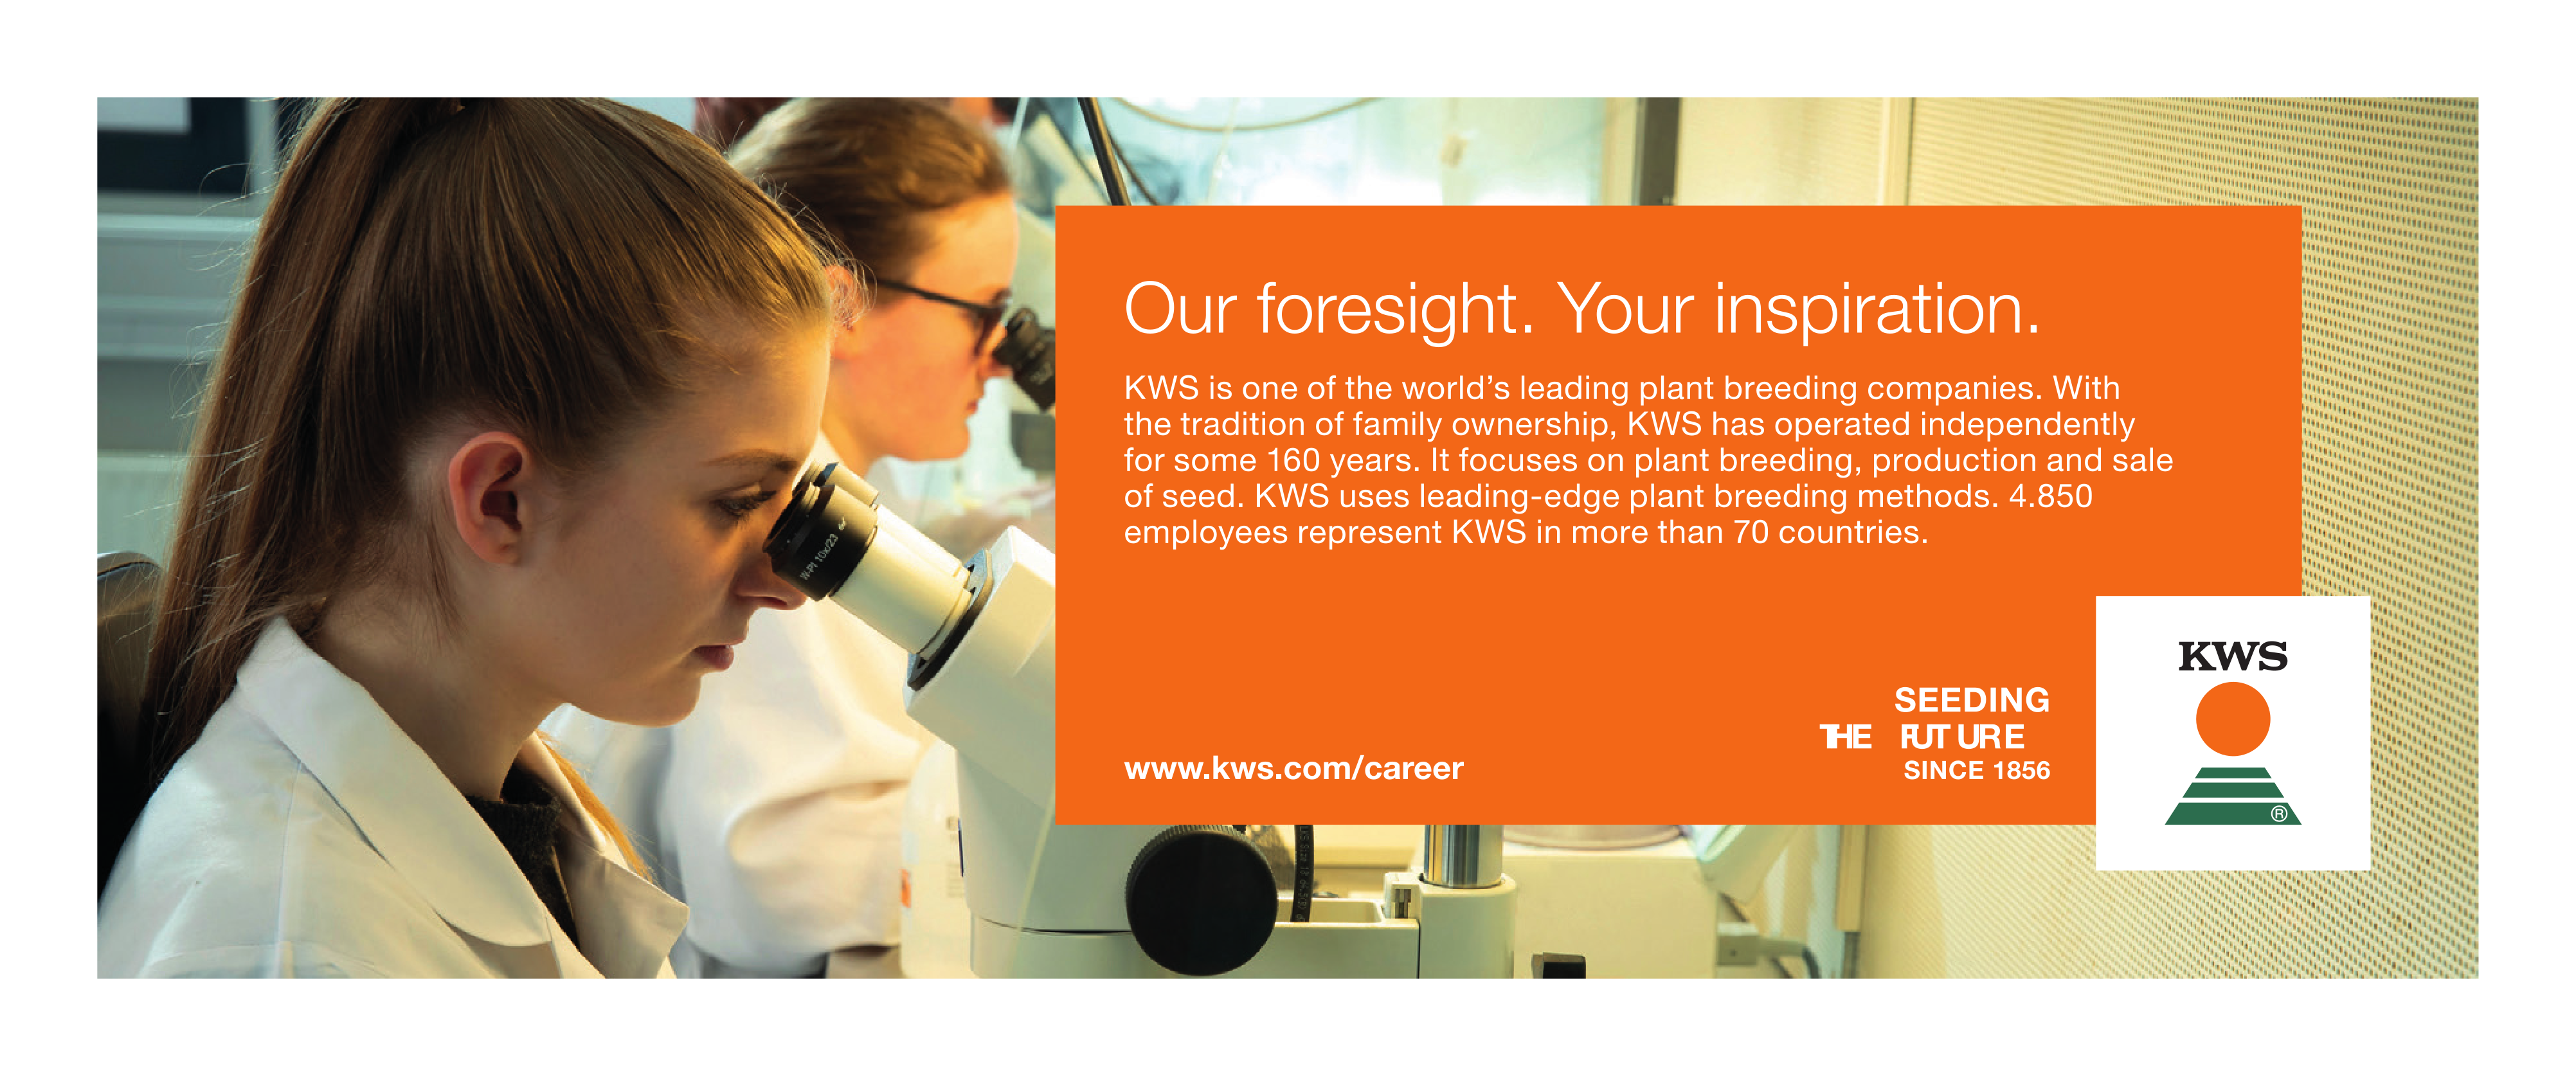 Our foresight. Your inspiration.
KWS is one of the world’s leading plant breeding companies. With
the tradition of family ownership, KWS has operated independently
for some 160 years. It focuses on plant breeding, production and sale
of seed. KWS uses leading-edge plant breeding methods. 4.850
employees represent KWS in more than 70 countries.
www.kws.com/career
SEEDING
THE FUTURE
SINCE 1856
KWS
®
W-PI 10x/23